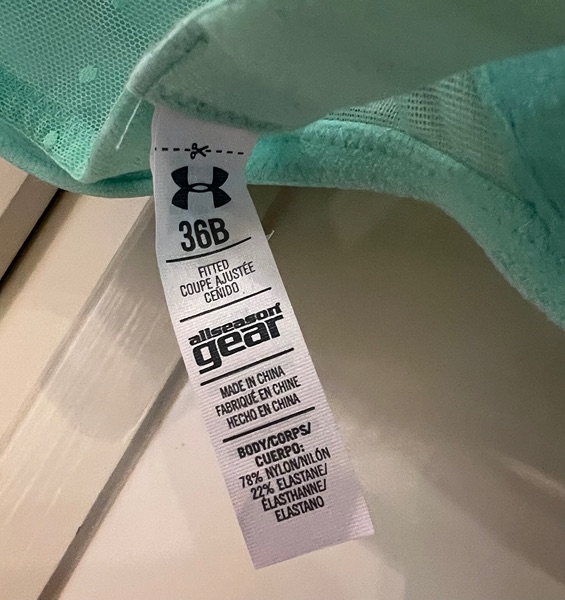 36B
FITTED
COUPE AJUSTÉE
CEÑIDO
allseason
gear
MADE IN CHINA
FABRIQUÉ EN CHINE
HECHO EN CHINA
BODY/CORPS/
CUERPO:
78% NYLON/NILÓN
22% ELASTANE/
ÉLASTHANNE/
ELASTANO